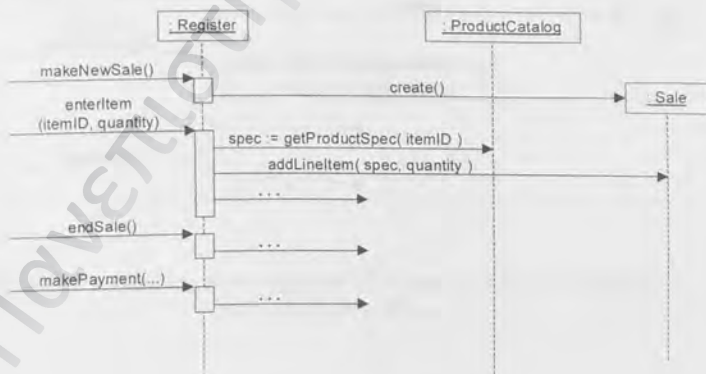 : Register
: ProductCatalog
makeNewSale()
create()
: Sale
enterItem
(itemID, quantity)
spec := getProductSpec( itemID )
addLineItem( spec, quantity )
. . .
endSale()
. . .
makePayment(...)
. . .